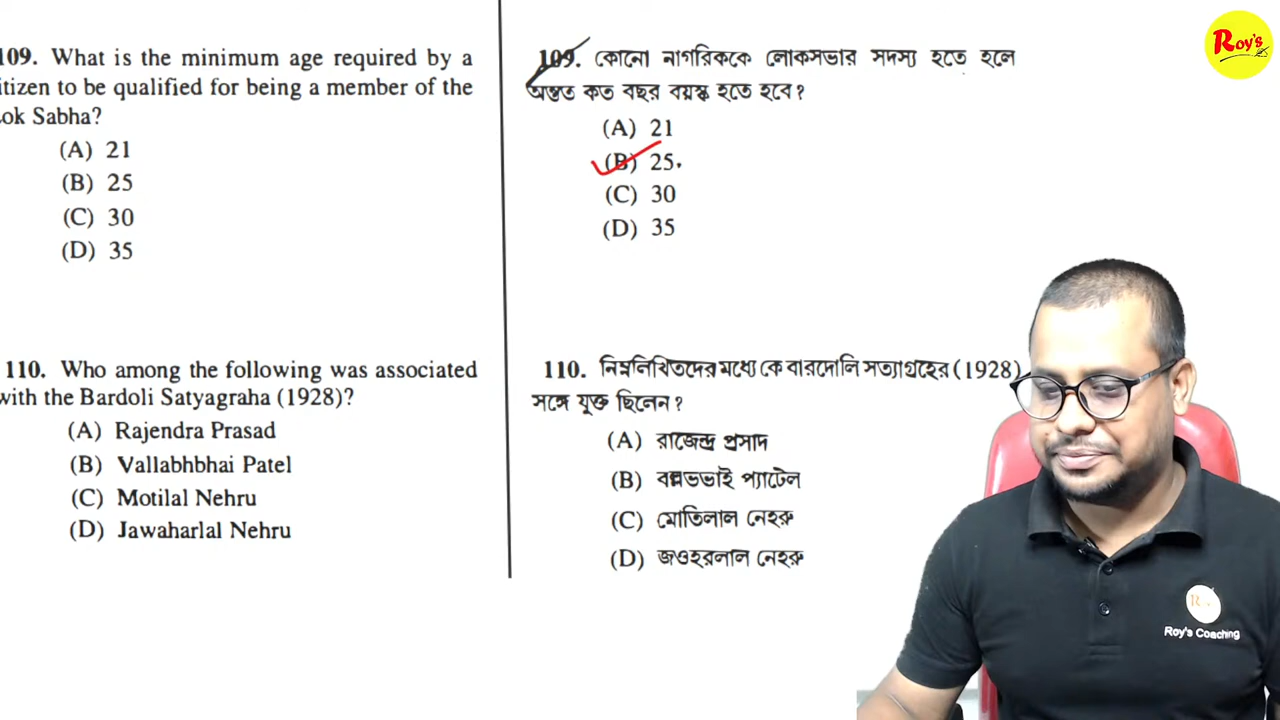 109. What is the minimum age required by a
itizen to be qualified for being a member of the
ok Sabha?
(A) 21
(B) 25
(C) 30
(D) 35
110. Who among the following was associated
with the Bardoli Satyagraha (1928)?
(A) Rajendra Prasad
(B) Vallabhbhai Patel
(C) Motilal Nehru
(D) Jawaharlal Nehru
109. কোনো নাগরিককে লোকসভার সদস্য হতে হলে
অন্তত কত বছর বয়স্ক হতে হবে?
(A) 21
(B) 25
(C) 30
(D) 35
110. নিম্নলিখিতদের মধ্যে কে বারদোলি সত্যাগ্রহের (1928)
সঙ্গে যুক্ত ছিলেন?
(A) রাজেন্দ্র প্রসাদ
(B) বল্লভভাই প্যাটেল
(C) মোতিলাল নেহরু
(D) জওহরলাল নেহরু
Roy's
Roy's Coaching